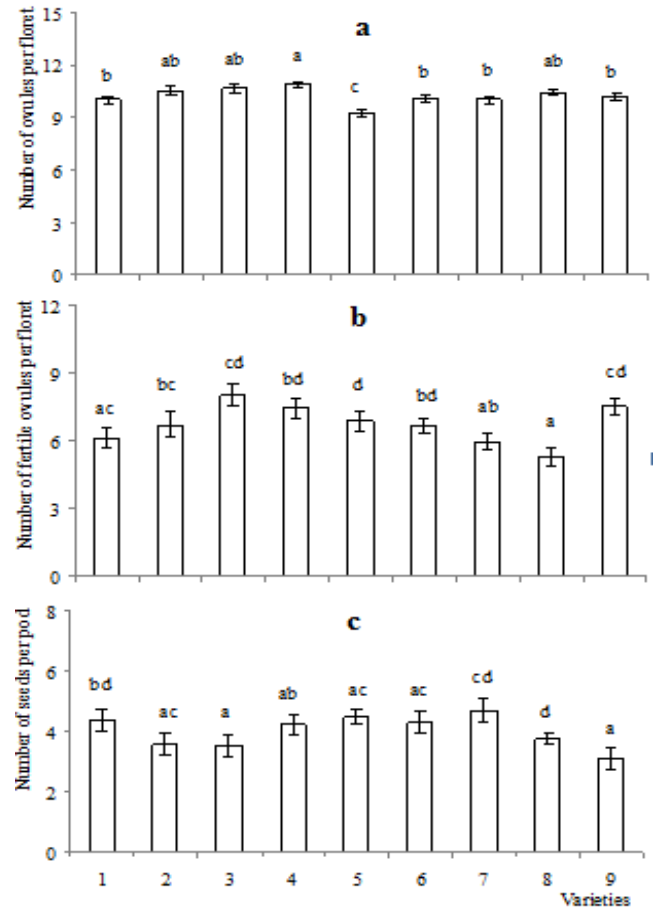 a
Number of ovules per floret
15
12
9
6
3
0
b
ab
ab
a
c
b
b
ab
b
b
Number of fertile ovules per floret
12
9
6
3
0
ac
bc
cd
bd
d
bd
ab
a
cd
c
Number of seeds per pod
8
6
4
2
0
bd
ac
a
ab
ac
ac
cd
d
a
1 2 3 4 5 6 7 8 9
Varieties